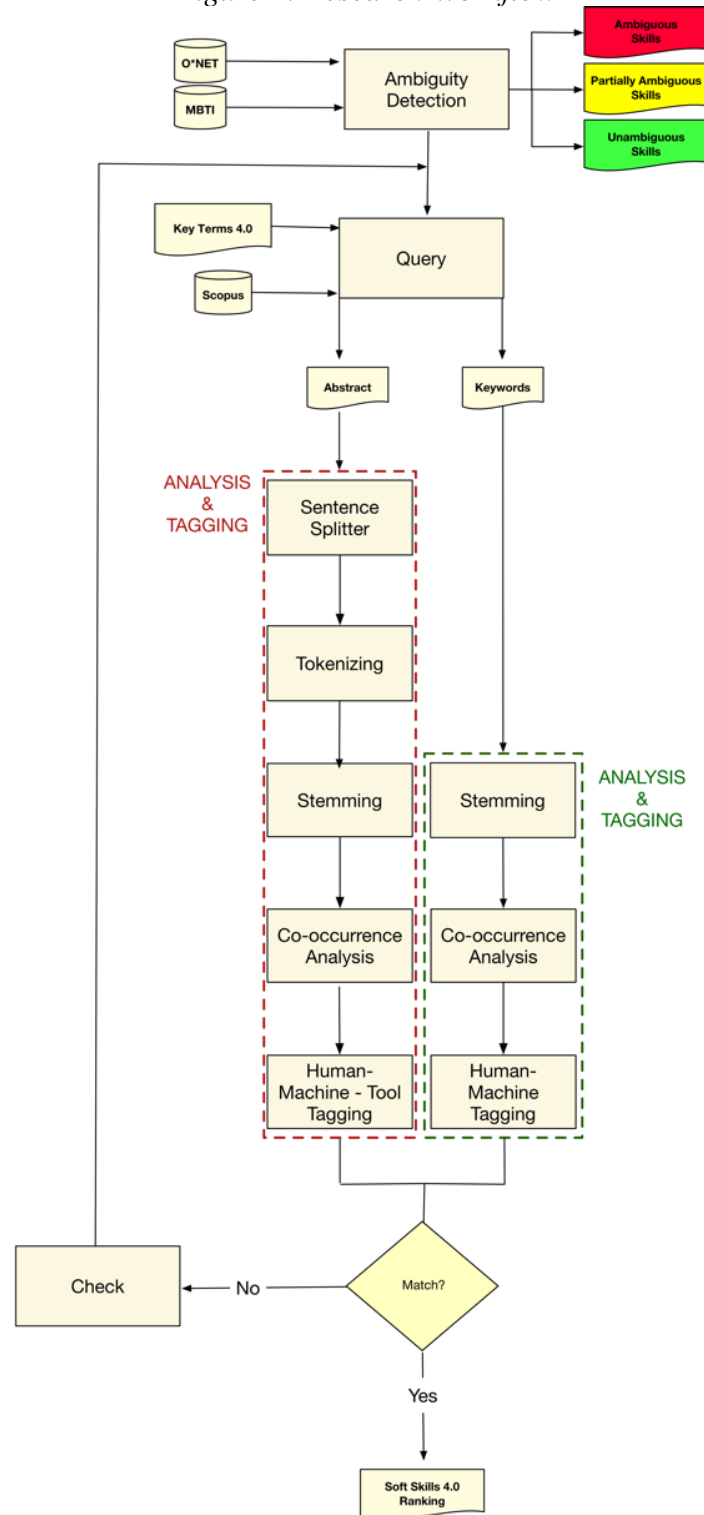 O*NET
MBTI
Ambiguity
Detection
Ambiguous
Skills
Partially Ambiguous
Skills
Unambiguous
Skills
Key Terms 4.0
Scopus
Query
Abstract
Keywords
ANALYSIS
&
TAGGING
Sentence
Splitter
Tokenizing
Stemming
Stemming
ANALYSIS
&
TAGGING
Co-occurrence
Analysis
Co-occurrence
Analysis
Human-
Machine - Tool
Tagging
Human-
Machine
Tagging
Check
No
Match?
Yes
Soft Skills 4.0
Ranking